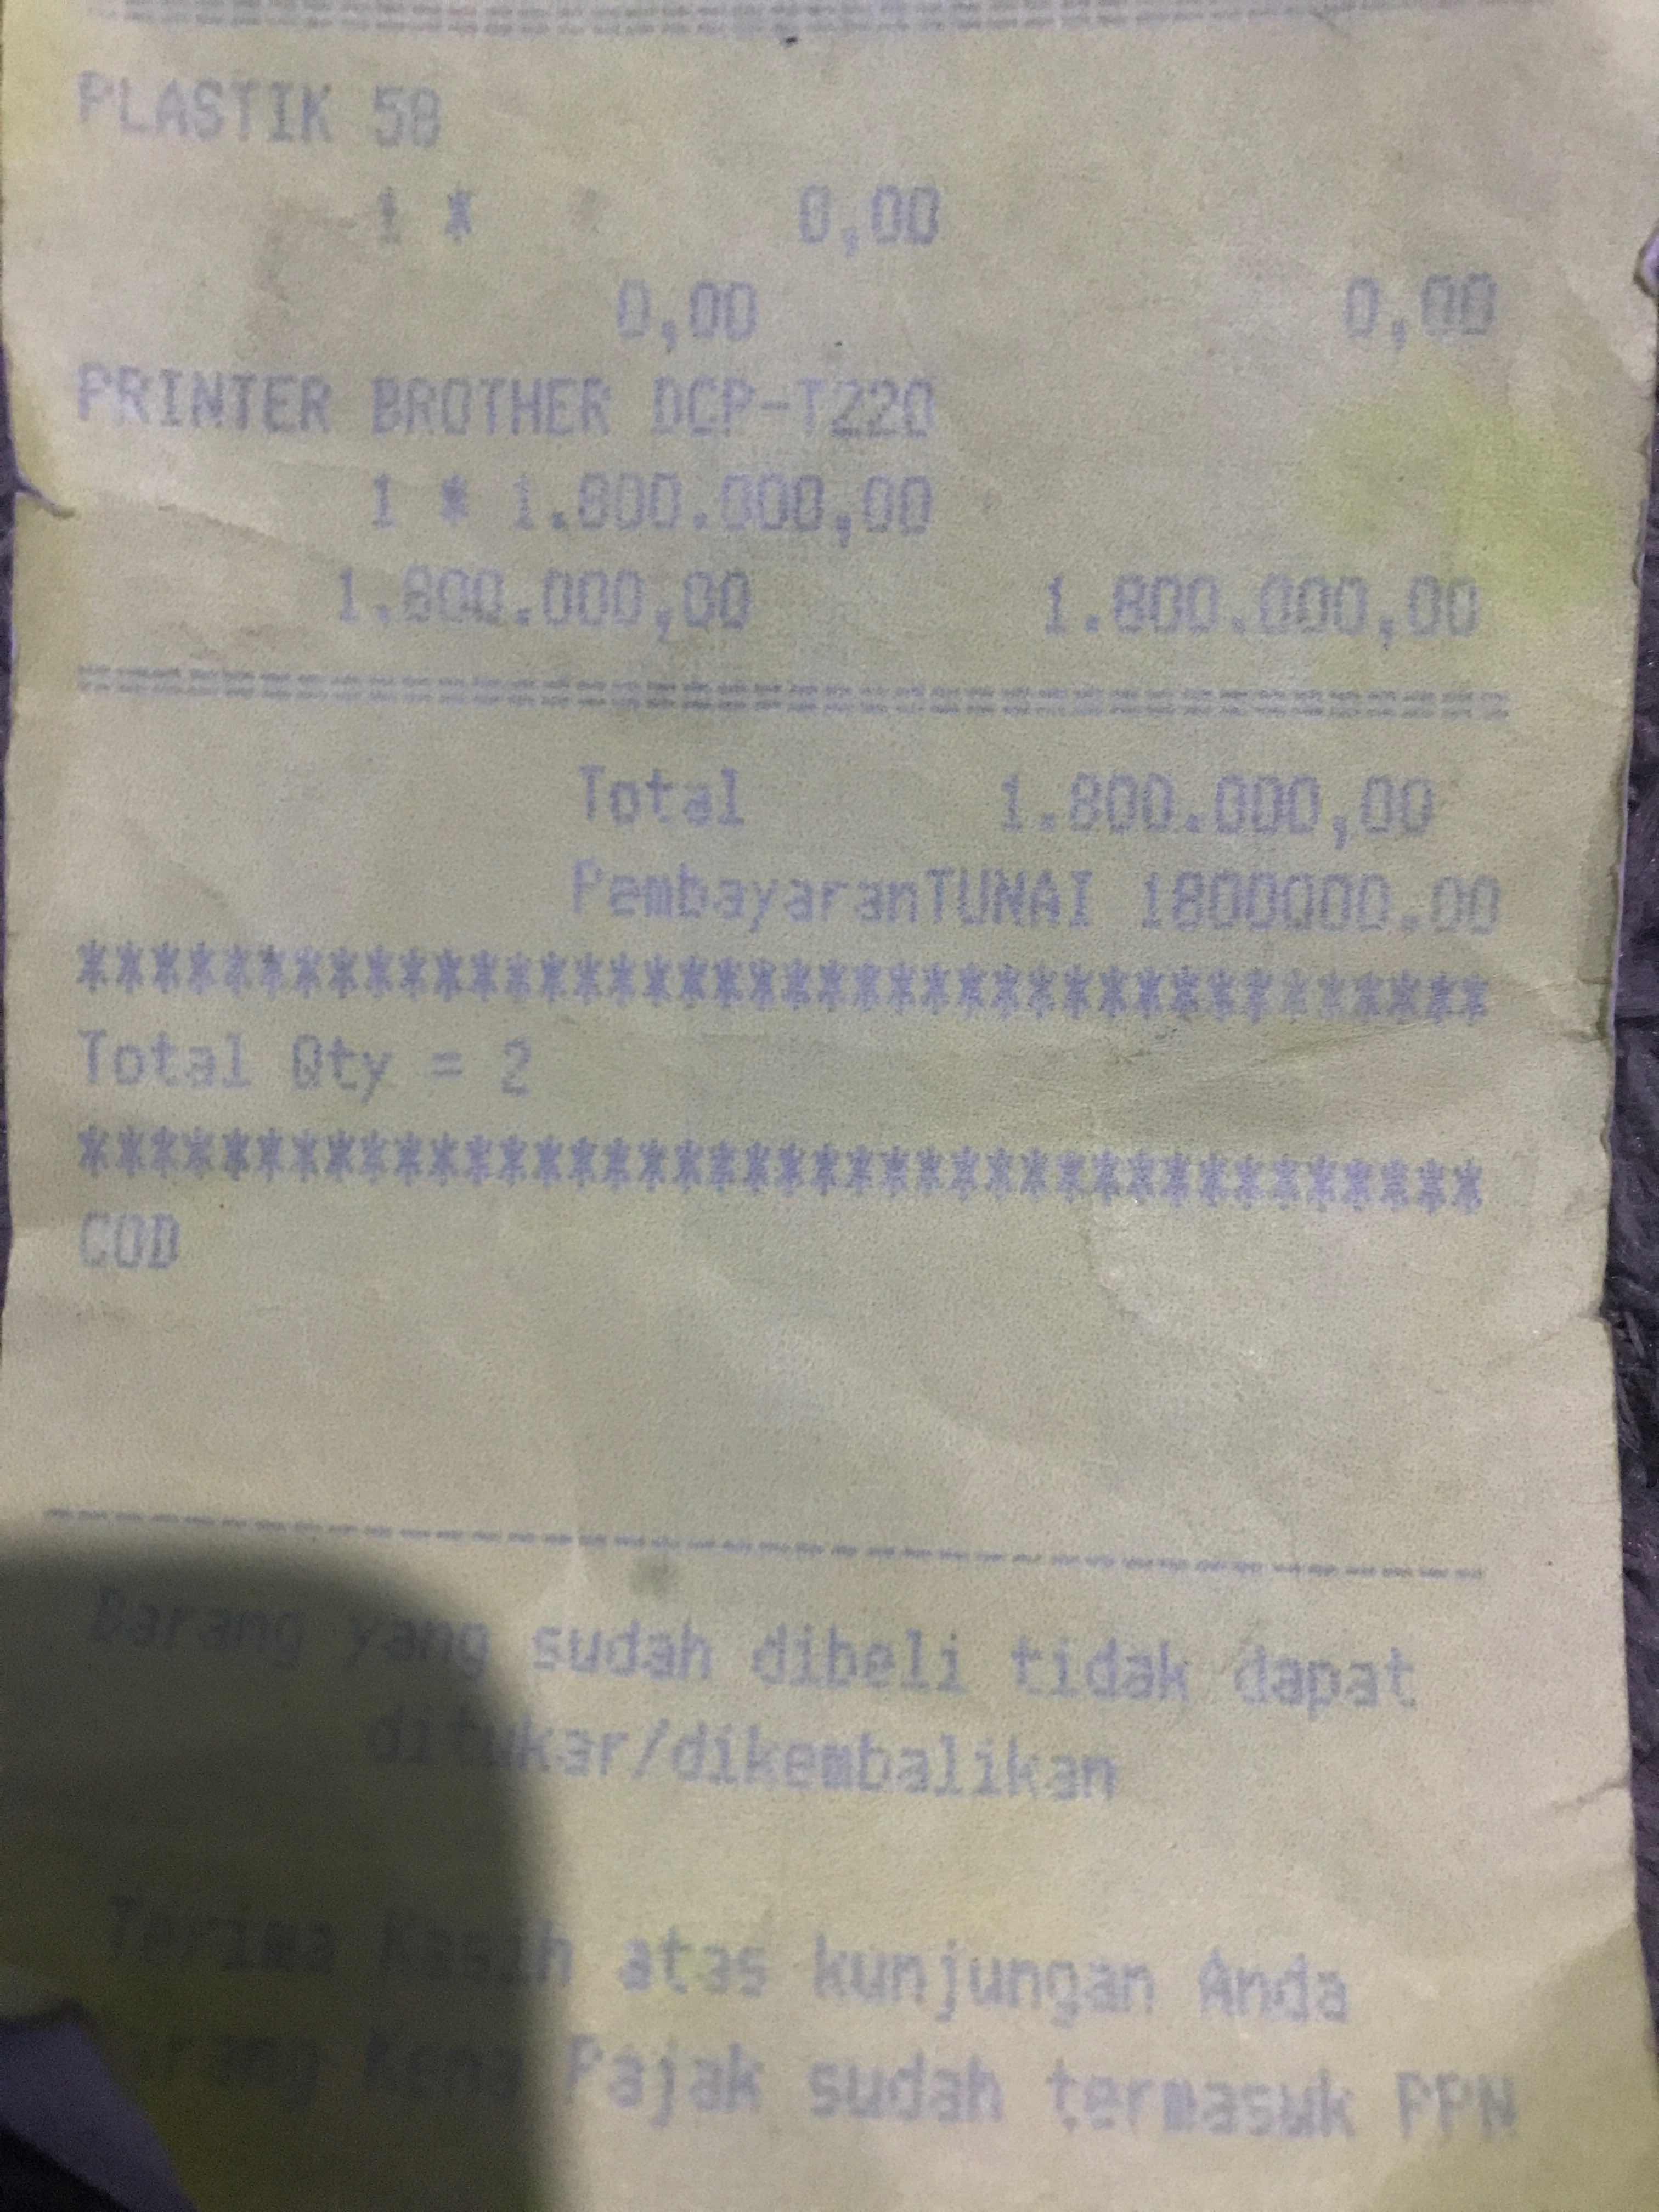 PLASTIK 50
1 * 0,00
0,00 0,00
PRINTER BROTHER DCP-T220
1 * 1.800.000,00
1.800.000,00 1.800.000,00
Total 1.800.000,00
PembayaranTUNAI 1800000.00
*****************************************
Total Qty = 2
*****************************************
COD
Barang yang sudah dibeli tidak dapat
ditukar/dikembalikan
Terima Kasih atas kunjungan Anda
Barang Kena Pajak sudah termasuk PPN